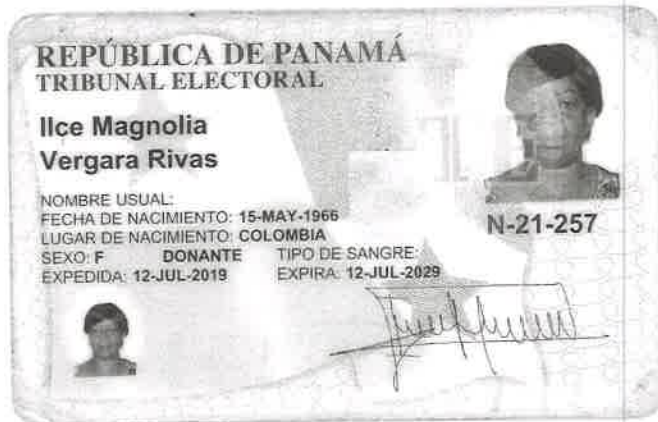 REPÚBLICA DE PANAMÁ
TRIBUNAL ELECTORAL
Ilce Magnolia
Vergara Rivas
NOMBRE USUAL:
FECHA DE NACIMIENTO: 15-MAY-1966
LUGAR DE NACIMIENTO: COLOMBIA
SEXO: F DONANTE TIPO DE SANGRE:
EXPEDIDA: 12-JUL-2019 EXPIRA: 12-JUL-2029
N-21-257